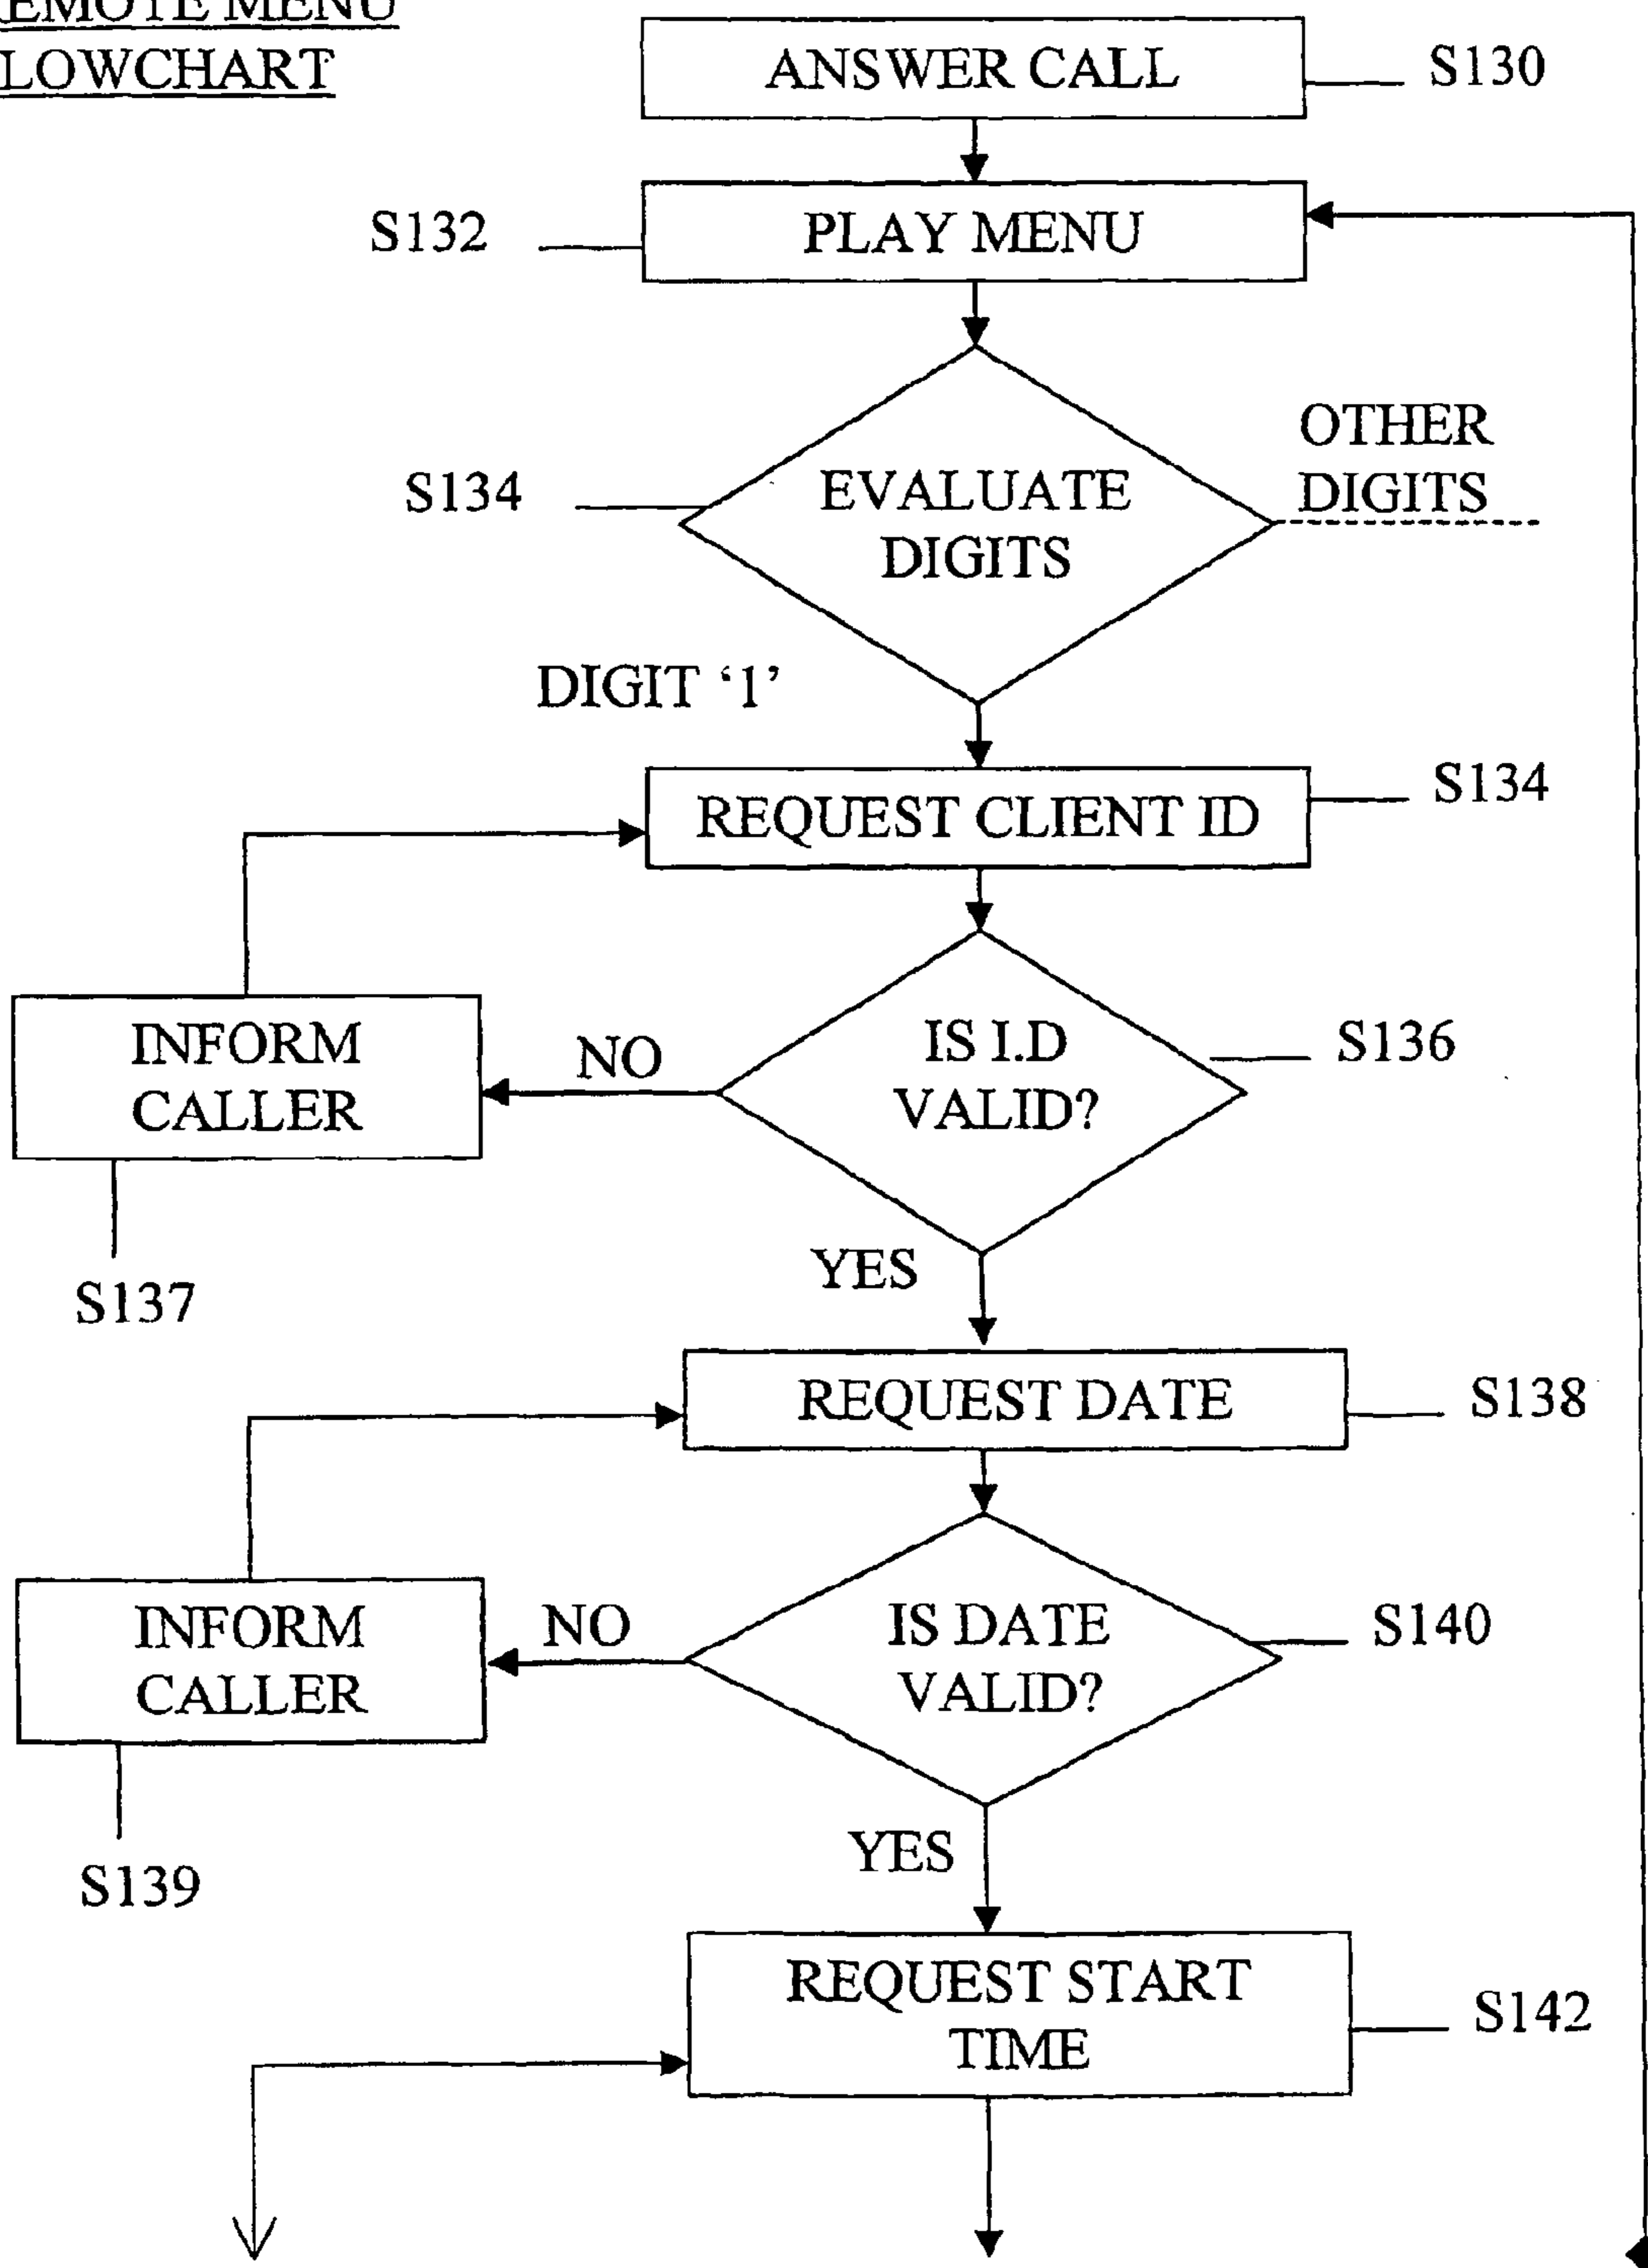 EMOTE MENU
LOWCHART
ANSWER CALL
S130
S132
PLAY MENU
OTHER
DIGITS
S134
EVALUATE
DIGITS
DIGIT ‘1’
REQUEST CLIENT ID
S134
INFORM
CALLER
NO
IS I.D
VALID?
S136
S137
YES
REQUEST DATE
S138
INFORM
CALLER
NO
IS DATE
VALID?
S140
S139
YES
REQUEST START
TIME
S142